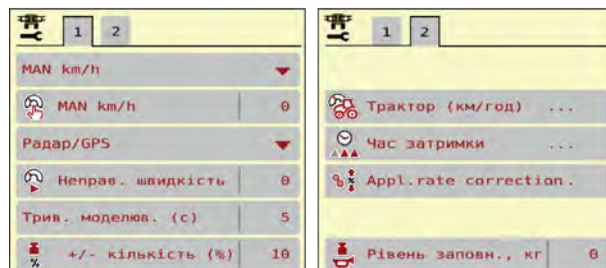 1 2
MAN km/h
MAN km/h 0
Радар/GPS
Неправ. швидкість 0
Трив. моделюв. (с) 5
+/- кількість (%) 10
1 2
Трактор (км/год) ...
Час затримки ...
Appl.rate correction.
Рівень заповн., кг 0